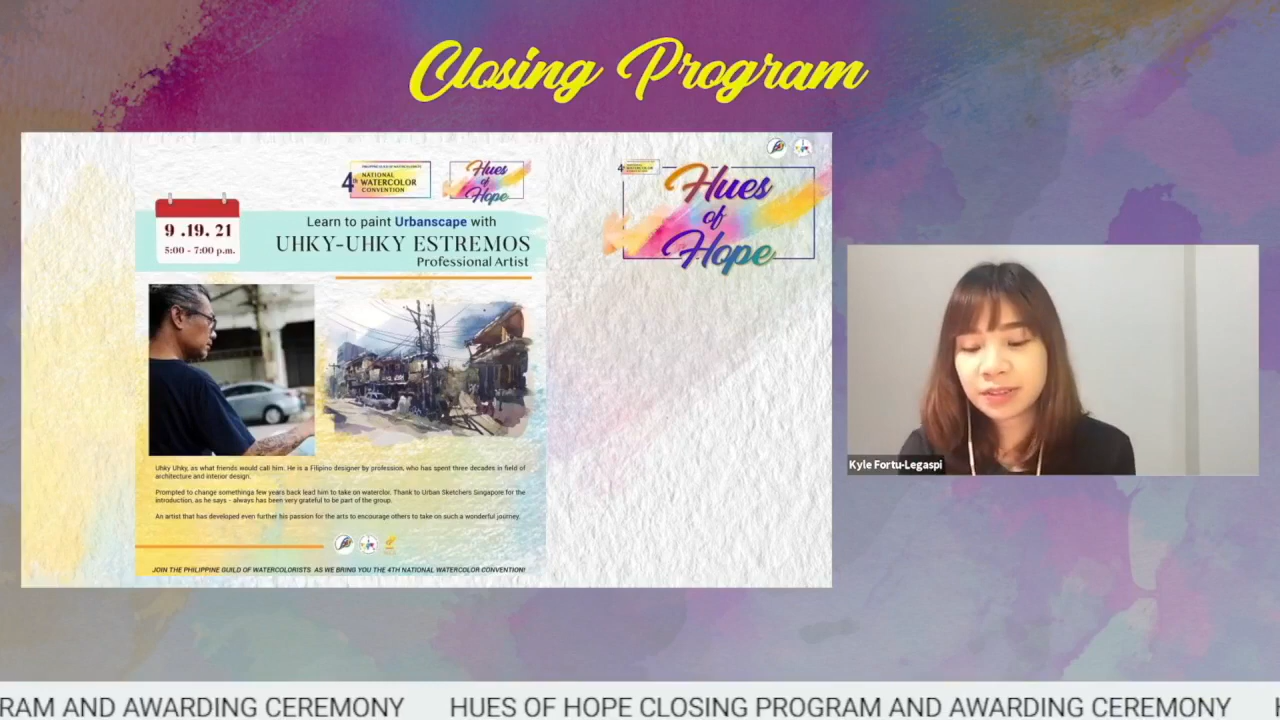 Closing Program
4th NATIONAL
WATERCOLOR
CONVENTION
Hues
of
Hope
Hues
of
Hope
9 .19. 21
5:00 - 7:00 p.m.
Learn to paint Urbanscape with
UHKY-UHKY ESTREMOS
Professional Artist
Uhky Uhky, as what friends would call him. He is a Filipino designer by profession, who has spent three decades in field of
architecture and interior design.
Prompted to change somethinga few years back lead him to take on watercolor. Thank to Urban Sketchers Singapore for the
introduction, as he says - always has been very grateful to be part of the group.
An artist that has developed even further his passion for the arts to encourage others to take on such a wonderful journey.
JOIN THE PHILIPPINE GUILD OF WATERCOLORISTS AS WE BRING YOU THE 4TH NATIONAL WATERCOLOR CONVENTION!
Kyle Fortu-Legaspi
RAM AND AWARDING CEREMONY HUES OF HOPE CLOSING PROGRAM AND AWARDING CEREMONY